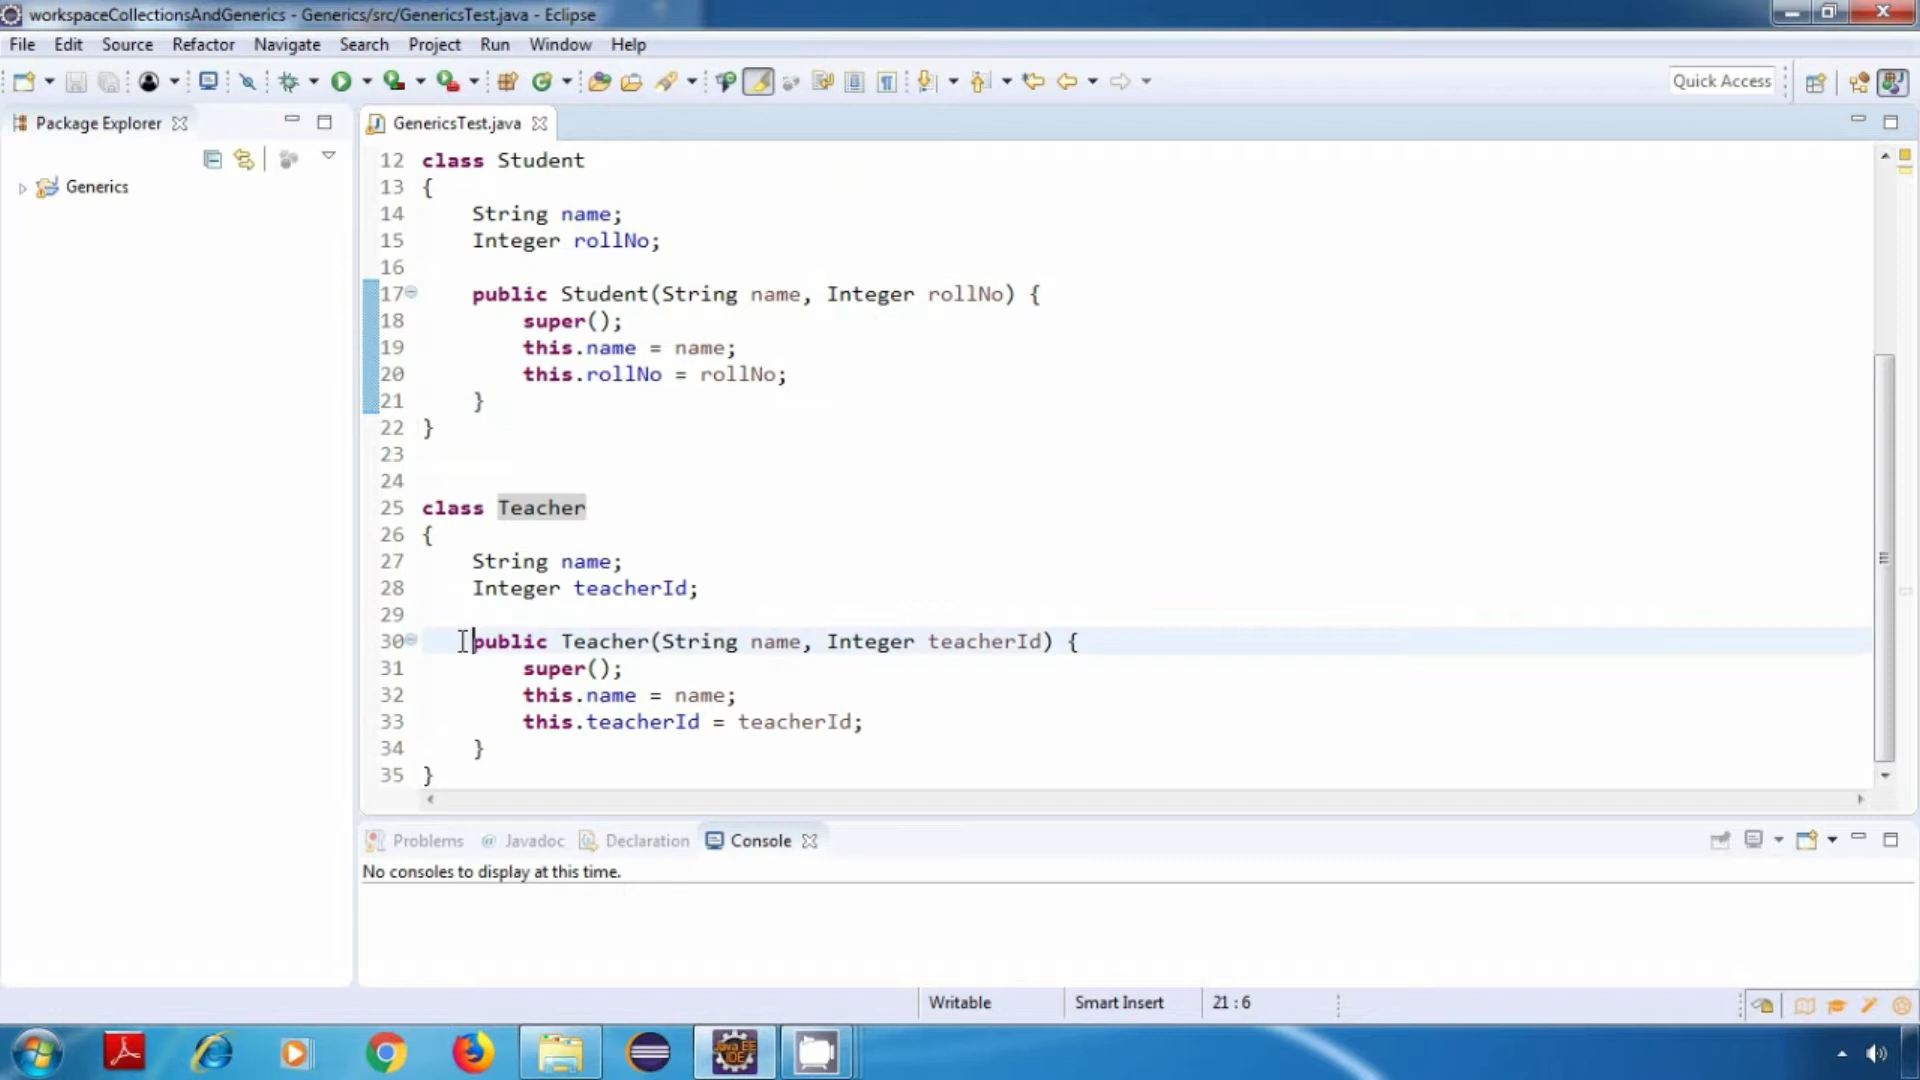 workspaceCollectionsAndGenerics - Generics/src/GenericsTest.java - Eclipse
File Edit Source Refactor Navigate Search Project Run Window Help
Quick Access
Package Explorer
GenericsTest.java
Generics
12 class Student
13 {
14 String name;
15 Integer rollNo;
16
17 public Student(String name, Integer rollNo) {
18 super();
19 this.name = name;
20 this.rollNo = rollNo;
21 }
22 }
23
24
25 class Teacher
26 {
27 String name;
28 Integer teacherId;
29
30 public Teacher(String name, Integer teacherId) {
31 super();
32 this.name = name;
33 this.teacherId = teacherId;
34 }
35 }
Problems @ Javadoc Declaration Console
No consoles to display at this time.
Writable Smart Insert 21 : 6
Java EE
IDE